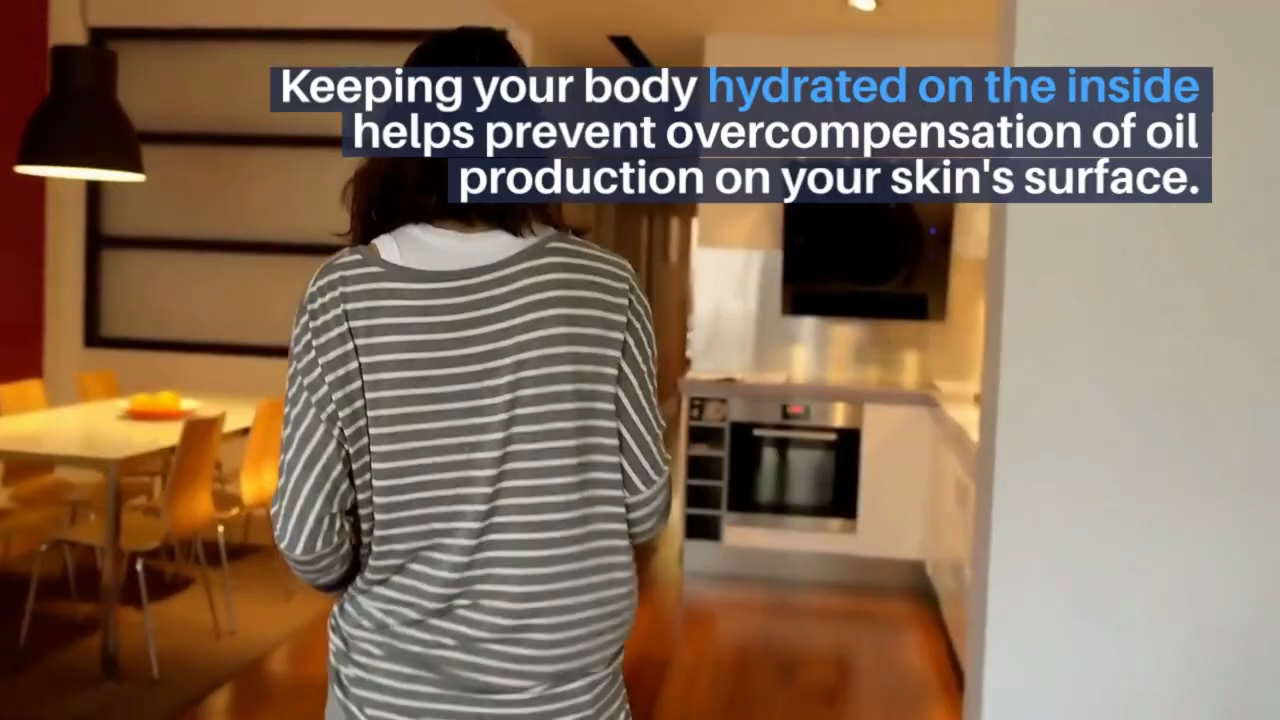 Keeping your body hydrated on the inside
helps prevent overcompensation of oil
production on your skin's surface.